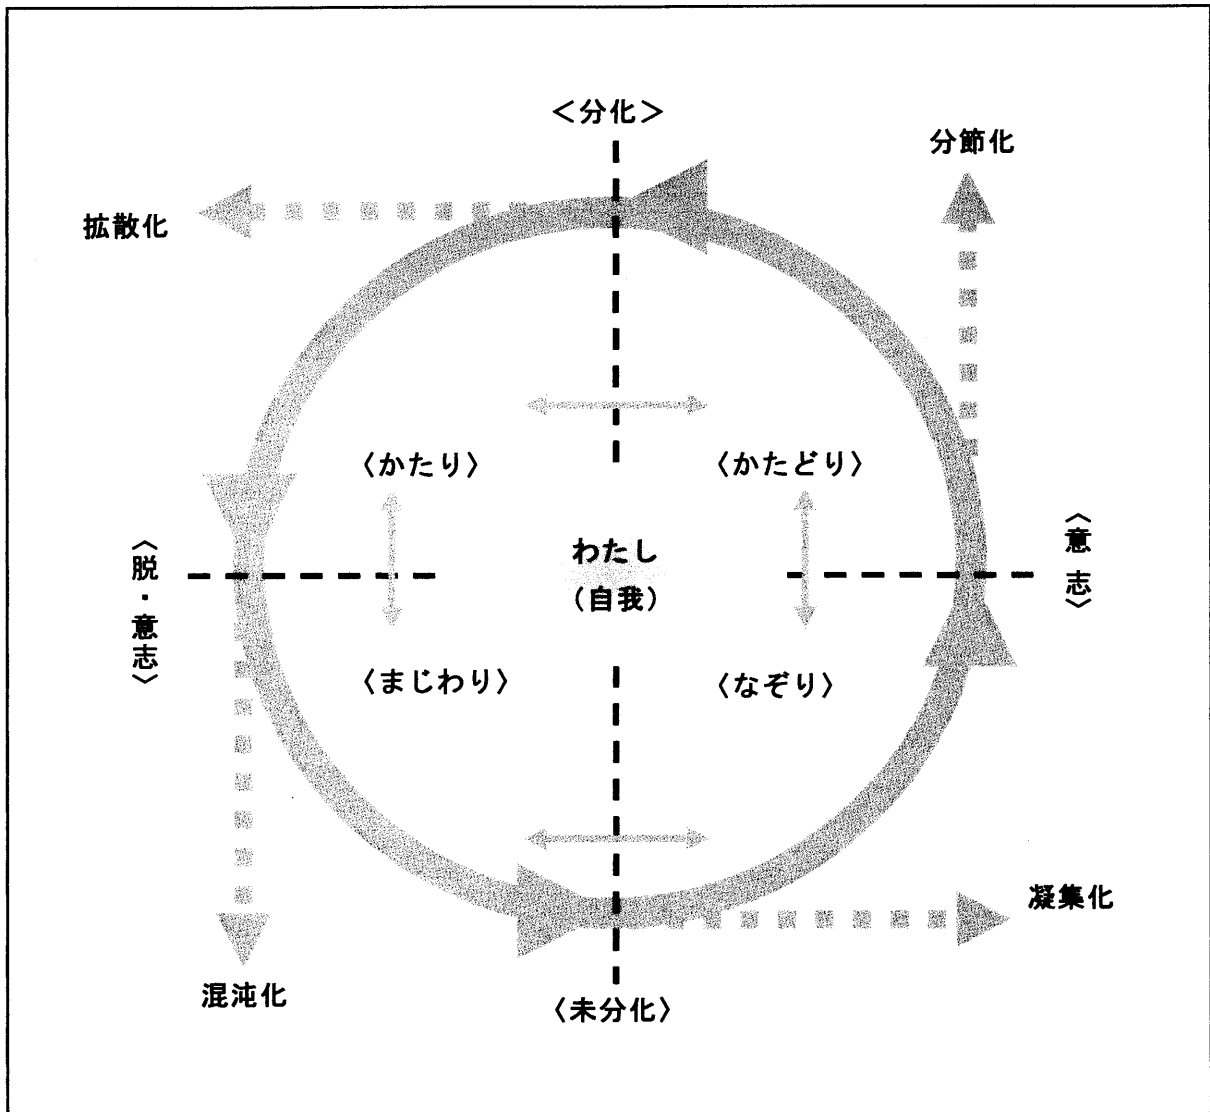 ＜分化＞
分節化
拡散化
〈かたり〉
〈かたどり〉
〈脱・意志〉
わたし
（自我）
〈意志〉
〈まじわり〉
〈なぞり〉
凝集化
混沌化
〈未分化〉